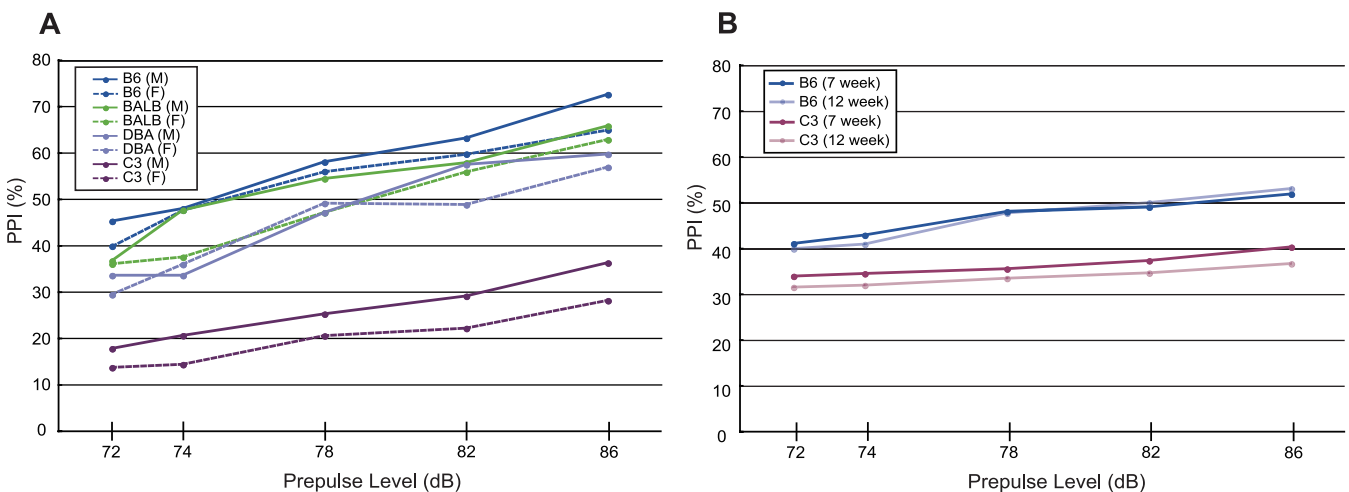 A
80
70
60
50
40
30
20
10
0
PPI (%)
B6 (M)
B6 (F)
BALB (M)
BALB (F)
DBA (M)
DBA (F)
C3 (M)
C3 (F)
72 74 78 82 86
Prepulse Level (dB)
B
80
70
60
50
40
30
20
10
0
PPI (%)
B6 (7 week)
B6 (12 week)
C3 (7 week)
C3 (12 week)
72 74 78 82 86
Prepulse Level (dB)